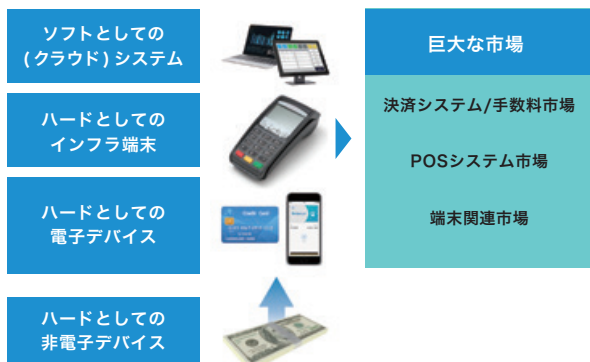 ソフトとしての
(クラウド)システム
ハードとしての
インフラ端末
ハードとしての
電子デバイス
ハードとしての
非電子デバイス
Credit Card
巨大な市場
決済システム/手数料市場
POSシステム市場
端末関連市場